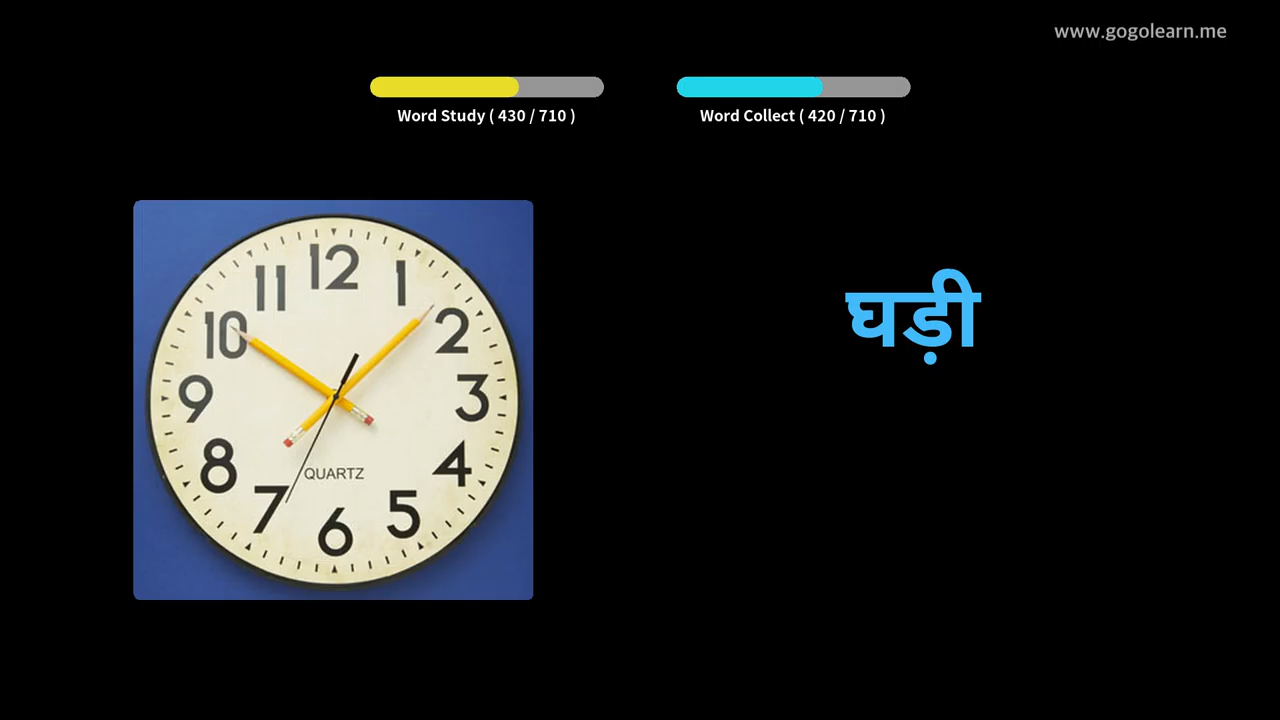 www.gogolearn.me
Word Study ( 430 / 710 )
Word Collect ( 420 / 710 )
12
11
1
10
2
9
3
8
4
7
5
6
QUARTZ
घड़ी